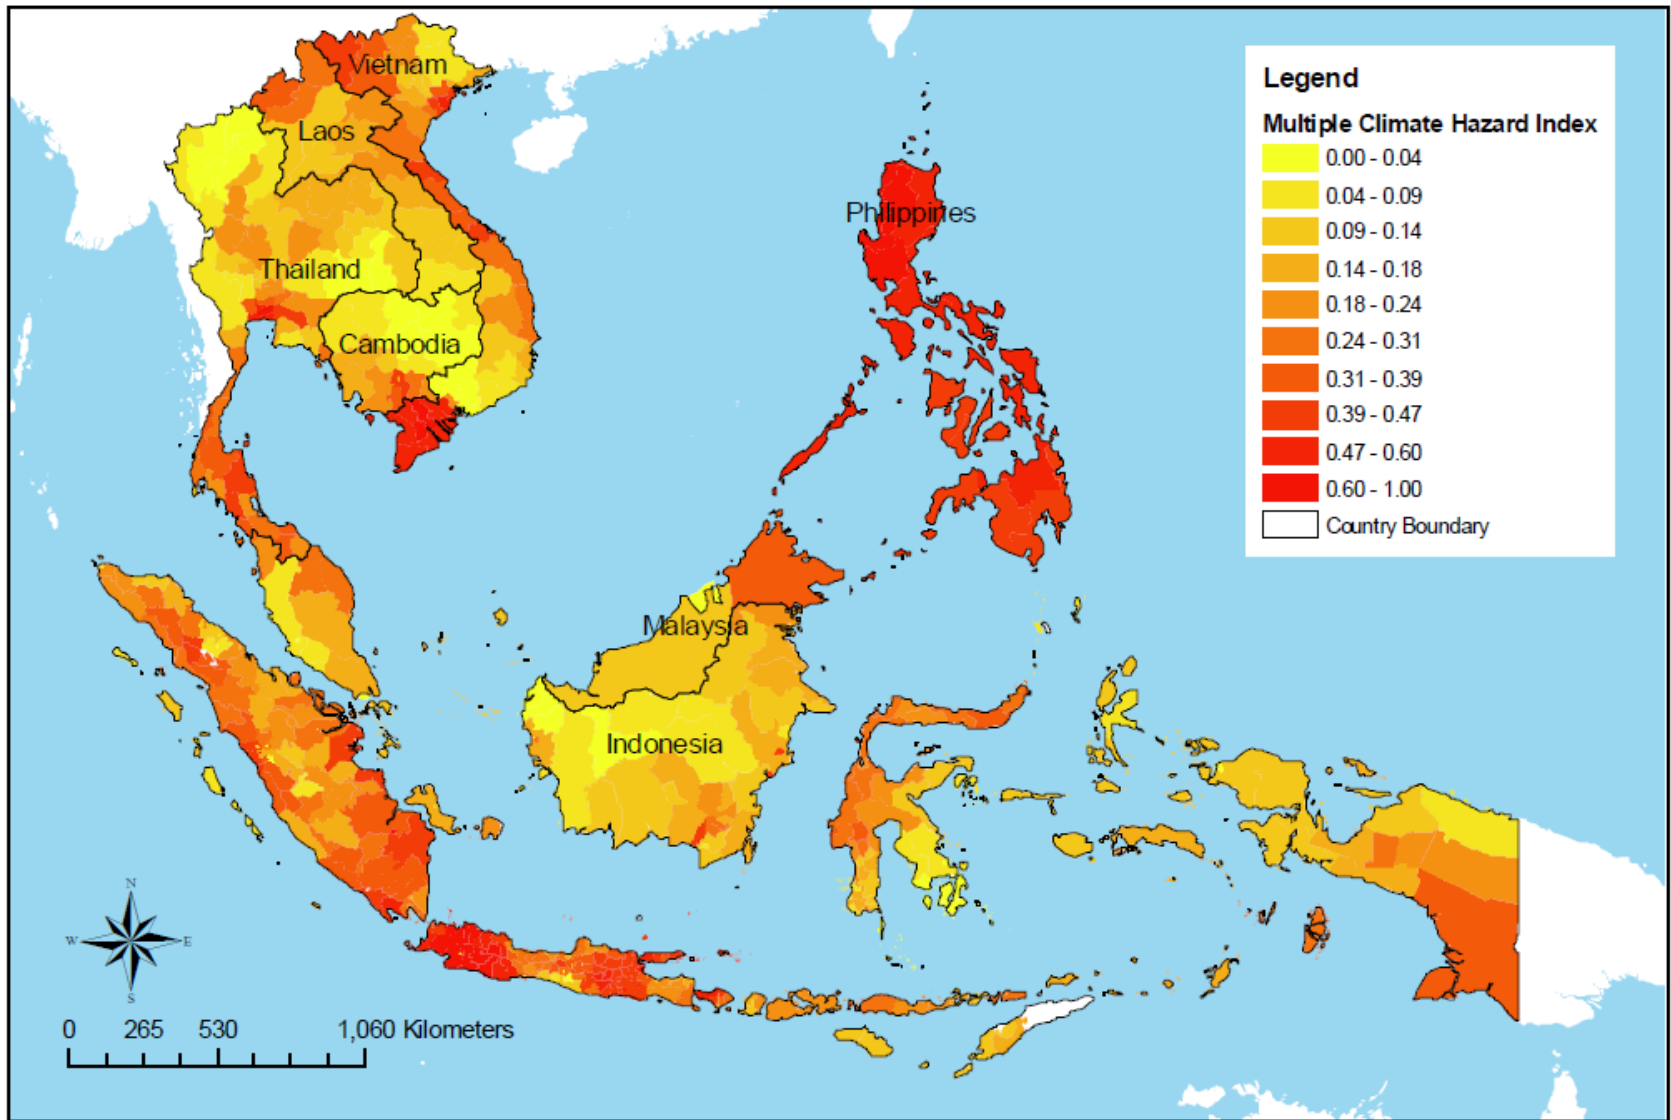 Vietnam
Laos
Thailand
Cambodia
Philippines
Malaysia
Indonesia
Legend
Multiple Climate Hazard Index
0.00 - 0.04
0.04 - 0.09
0.09 - 0.14
0.14 - 0.18
0.18 - 0.24
0.24 - 0.31
0.31 - 0.39
0.39 - 0.47
0.47 - 0.60
0.60 - 1.00
Country Boundary
N
W E
S
0 265 530 1,060 Kilometers